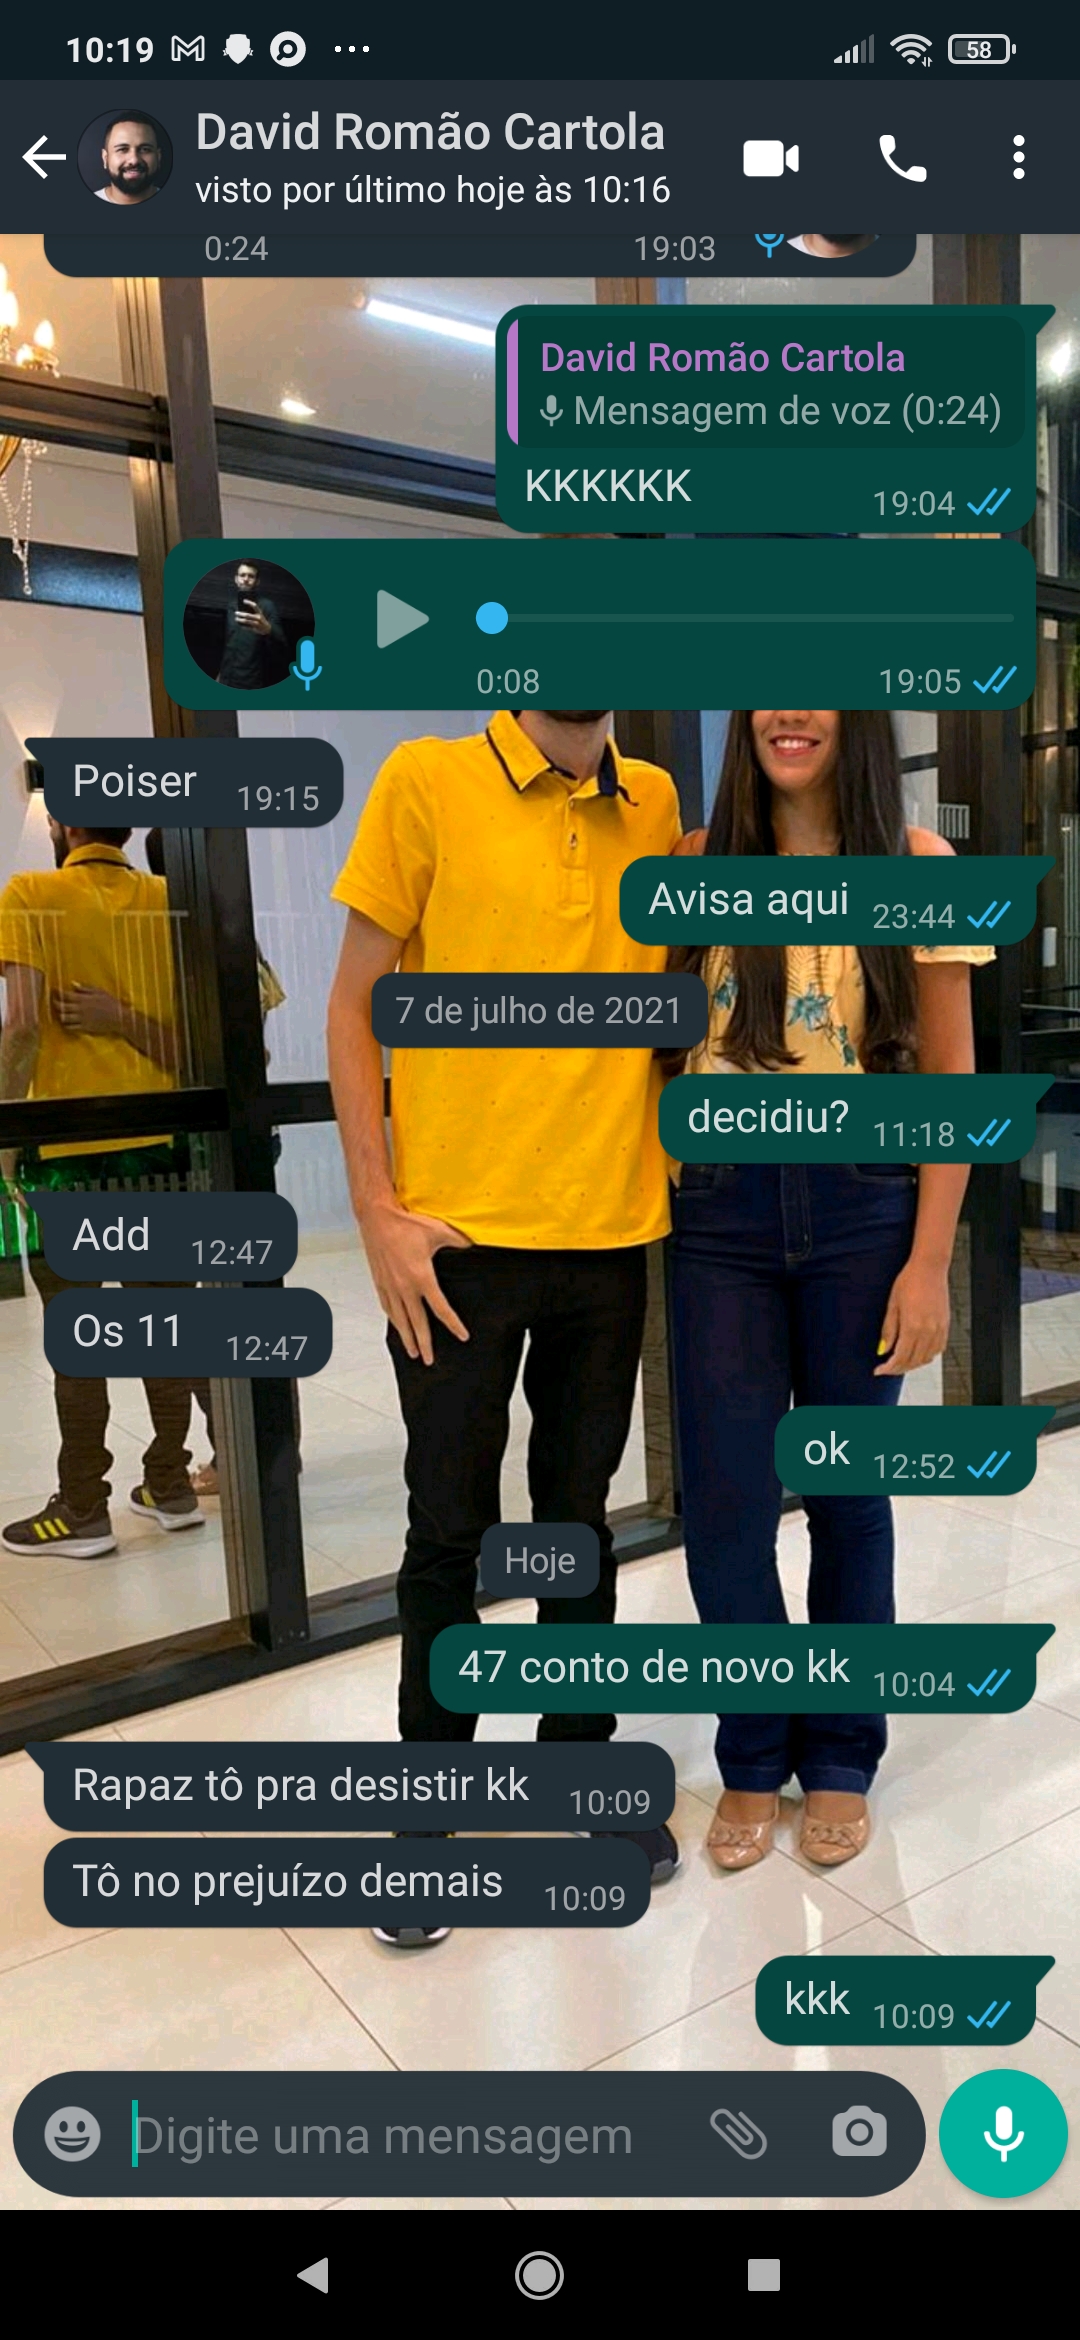 10:19
58
David Romão Cartola
visto por último hoje às 10:16
0:24 19:03
David Romão Cartola
Mensagem de voz (0:24)
KKKKKK 19:04
0:08 19:05
Poiser 19:15
Avisa aqui 23:44
7 de julho de 2021
decidiu? 11:18
Add 12:47
Os 11 12:47
ok 12:52
Hoje
47 conto de novo kk 10:04
Rapaz tô pra desistir kk 10:09
Tô no prejuízo demais 10:09
kkk 10:09
Digite uma mensagem